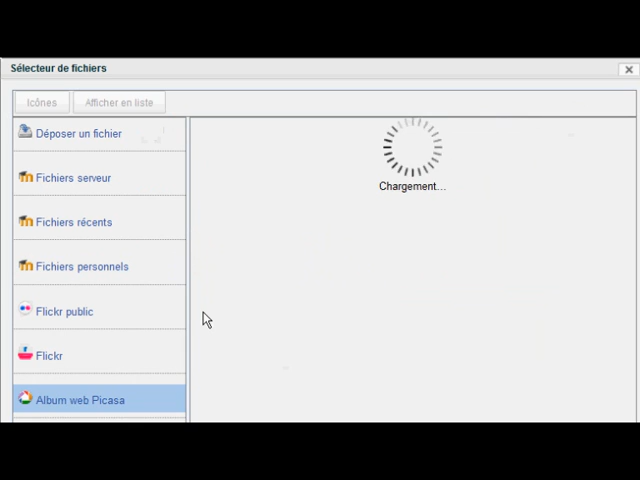 Sélecteur de fichiers
Icônes
Afficher en liste
Déposer un fichier
Fichiers serveur
Fichiers récents
Fichiers personnels
Flickr public
Flickr
Album web Picasa
Chargement...